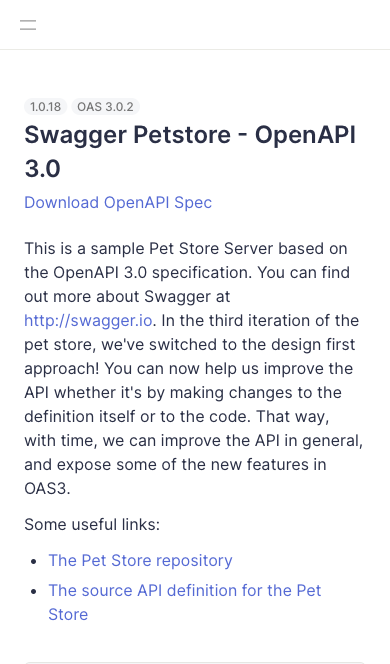 1.0.18 OAS 3.0.2
Swagger Petstore - OpenAPI
3.0
Download OpenAPI Spec
This is a sample Pet Store Server based on
the OpenAPI 3.0 specification. You can find
out more about Swagger at
http://swagger.io. In the third iteration of the
pet store, we've switched to the design first
approach! You can now help us improve the
API whether it's by making changes to the
definition itself or to the code. That way,
with time, we can improve the API in general,
and expose some of the new features in
OAS3.
Some useful links:
• The Pet Store repository
• The source API definition for the Pet
Store